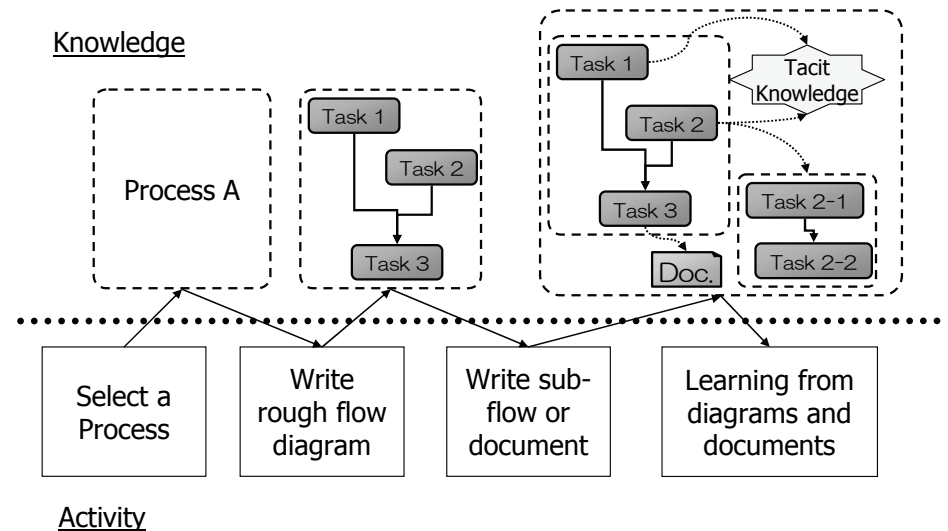 Knowledge
Process A
Task 1
Task 2
Task 3
Task 1
Task 2
Task 3
Tacit
Knowledge
Task 2-1
Task 2-2
Doc.
Select a
Process
Write
rough flow
diagram
Write sub-
flow or
document
Learning from
diagrams and
documents
Activity